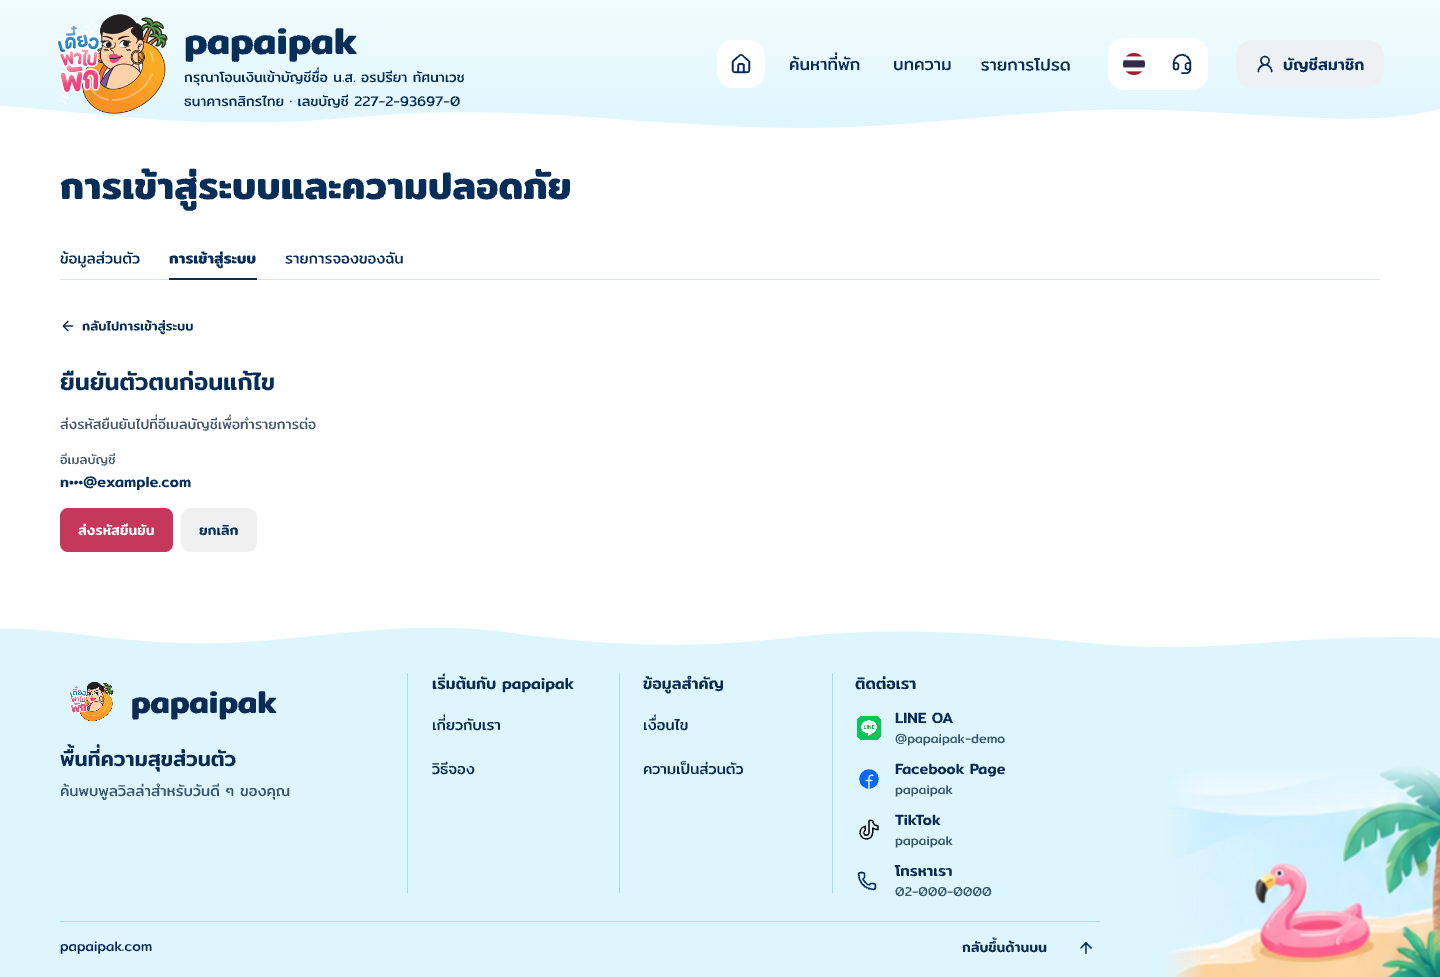 เดี๋ยว
พาไป
พัก
papaipak
กรุณาโอนเงินเข้าบัญชีชื่อ น.ส. อรปรียา ทัศนาเวช
ธนาคารกสิกรไทย · เลขบัญชี 227-2-93697-0
ค้นหาที่พัก
บทความ
รายการโปรด
บัญชีสมาชิก
การเข้าสู่ระบบและความปลอดภัย
ข้อมูลส่วนตัว
การเข้าสู่ระบบ
รายการจองของฉัน
กลับไปการเข้าสู่ระบบ
ยืนยันตัวตนก่อนแก้ไข
ส่งรหัสยืนยันไปที่อีเมลบัญชีเพื่อทำรายการต่อ
อีเมลบัญชี
n•••@example.com
ส่งรหัสยืนยัน
ยกเลิก
เดี๋ยว
พาไป
พัก
papaipak
พื้นที่ความสุขส่วนตัว
ค้นพบพูลวิลล่าสำหรับวันดี ๆ ของคุณ
เริ่มต้นกับ papaipak
เกี่ยวกับเรา
วิธีจอง
ข้อมูลสำคัญ
เงื่อนไข
ความเป็นส่วนตัว
ติดต่อเรา
LINE
LINE OA
@papaipak-demo
Facebook Page
papaipak
TikTok
papaipak
โทรหาเรา
02-000-0000
papaipak.com
กลับขึ้นด้านบน